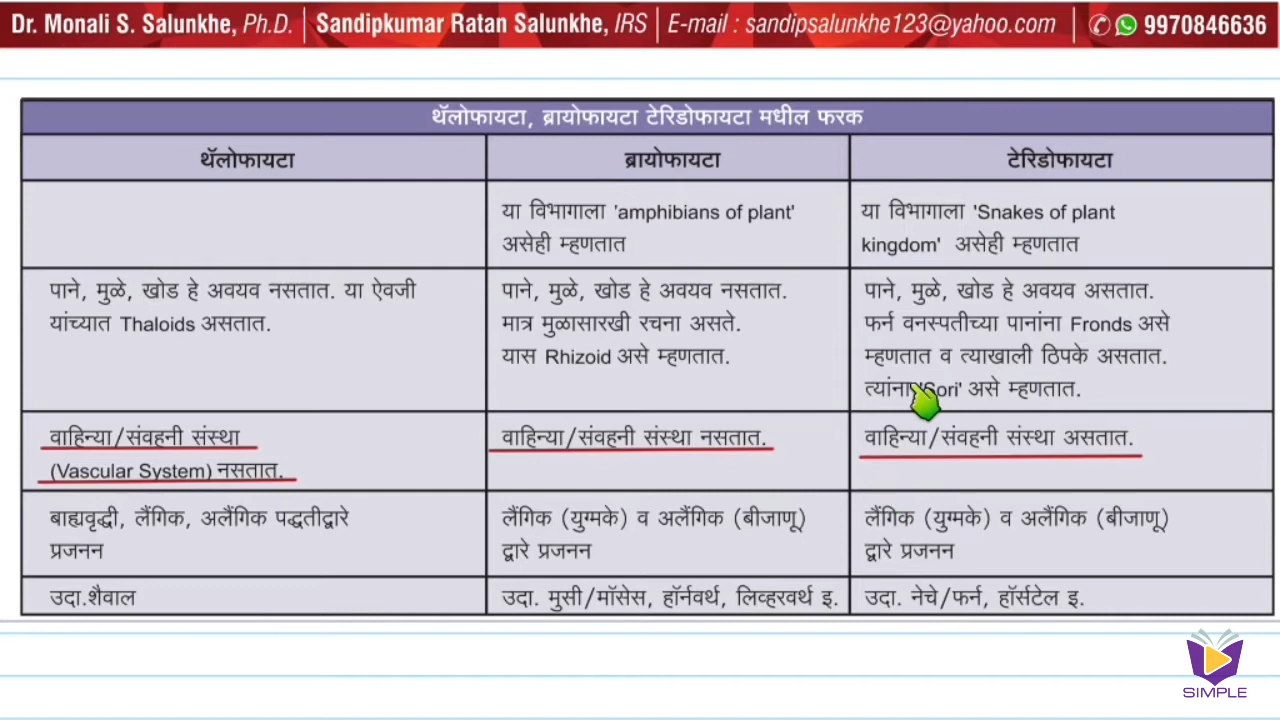 Dr. Monali S. Salunkhe, Ph.D. | Sandipkumar Ratan Salunkhe, IRS | E-mail : sandipsalunkhe123@yahoo.com | 9970846636
थॅलोफायटा, ब्रायोफायटा टेरिडोफायटा मधील फरक
थॅलोफायटा
ब्रायोफायटा
टेरिडोफायटा
या विभागाला 'amphibians of plant'
असेही म्हणतात
या विभागाला 'Snakes of plant
kingdom' असेही म्हणतात
पाने, मुळे, खोड हे अवयव नसतात. या ऐवजी
यांच्यात Thaloids असतात.
पाने, मुळे, खोड हे अवयव नसतात.
मात्र मुळासारखी रचना असते.
यास Rhizoid असे म्हणतात.
पाने, मुळे, खोड हे अवयव असतात.
फर्न वनस्पतीच्या पानांना Fronds असे
म्हणतात व त्याखाली ठिपके असतात.
त्यांना 'Sori' असे म्हणतात.
वाहिन्या/संवहनी संस्था
(Vascular System) नसतात.
वाहिन्या/संवहनी संस्था नसतात.
वाहिन्या/संवहनी संस्था असतात.
बाह्यवृद्धी, लैंगिक, अलैंगिक पद्धतीद्वारे
प्रजनन
लैंगिक (युग्मके) व अलैंगिक (बीजाणू)
द्वारे प्रजनन
लैंगिक (युग्मके) व अलैंगिक (बीजाणू)
द्वारे प्रजनन
उदा.शैवाल
उदा. मुसी/मॉसेस, हॉर्नवर्थ, लिव्हरवर्थ इ.
उदा. नेचे/फर्न, हॉर्सटेल इ.
SIMPLE